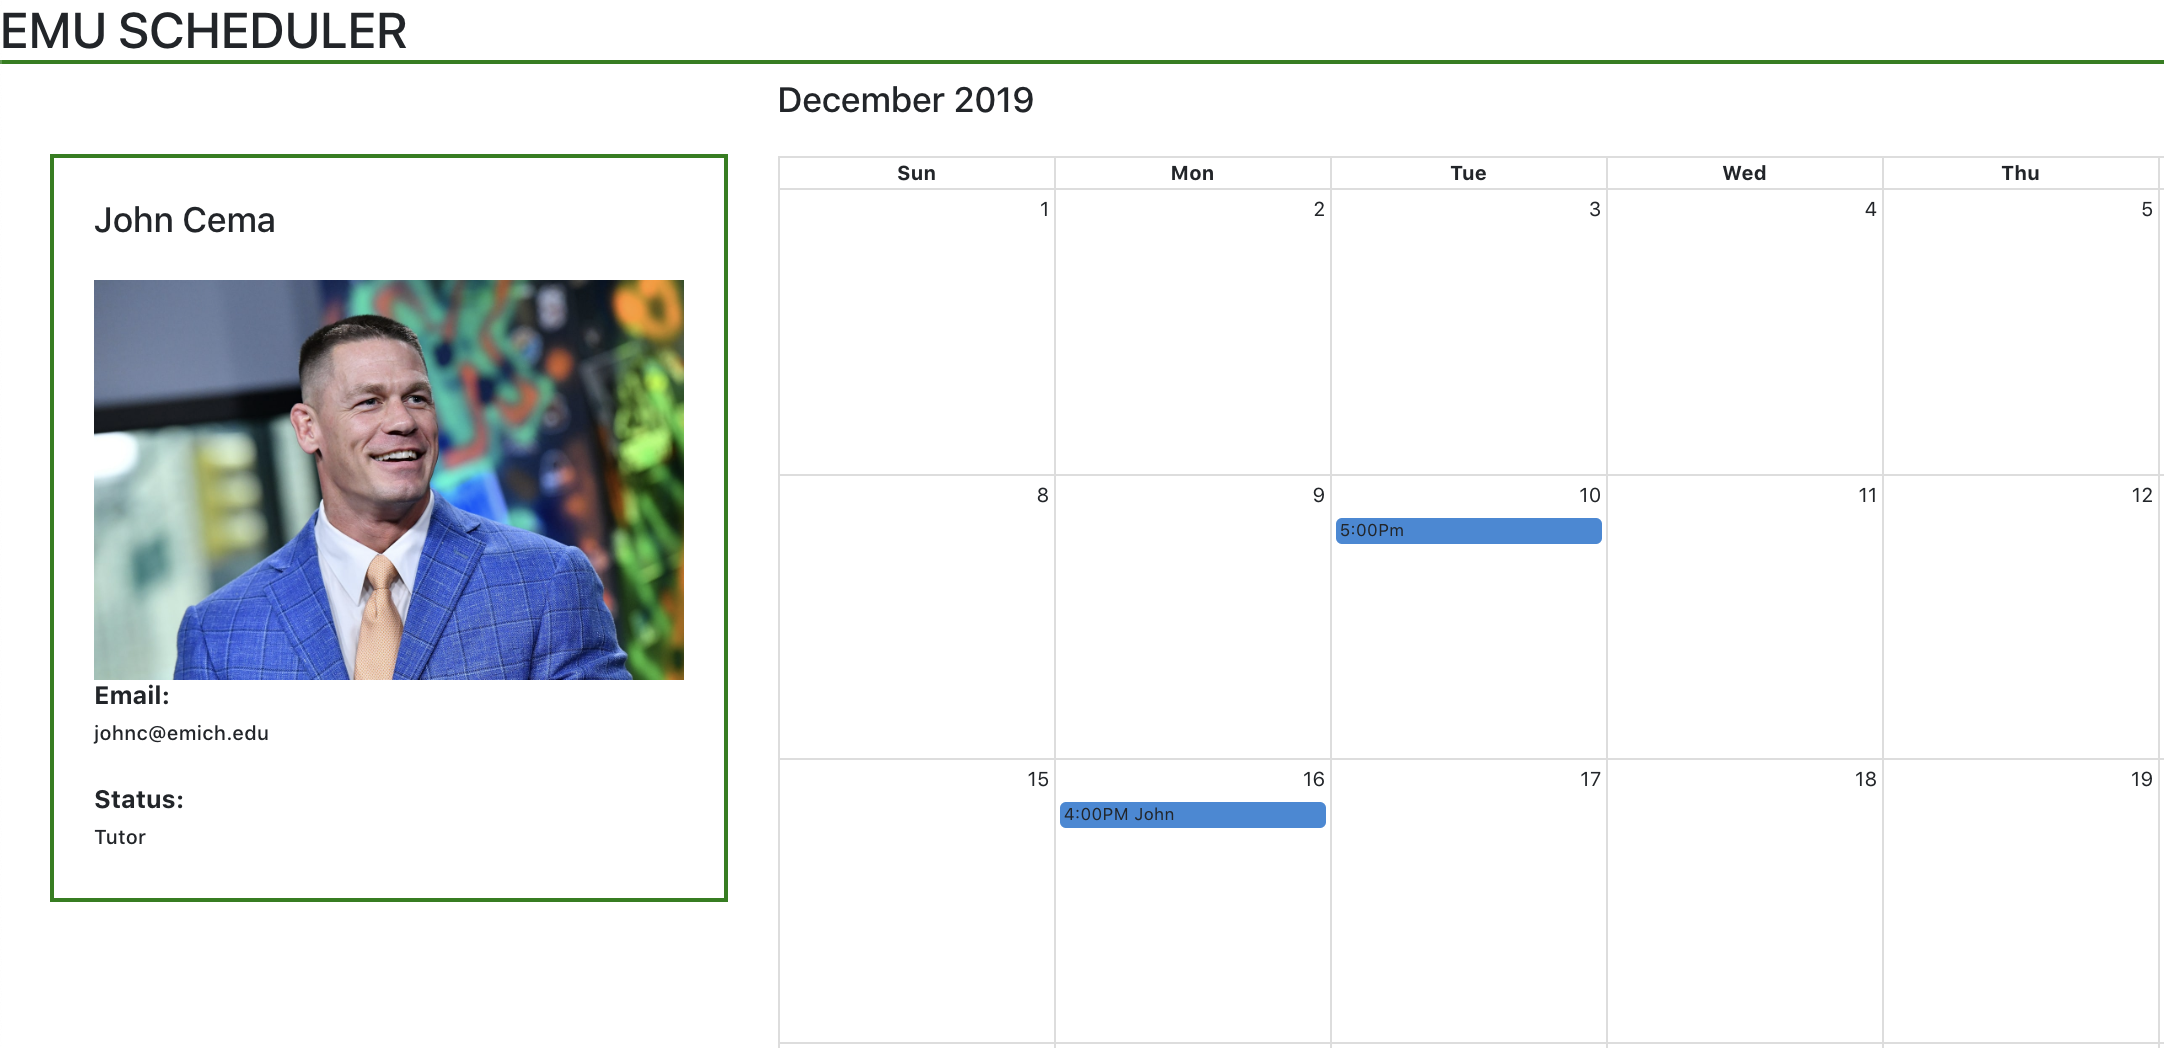 EMU SCHEDULER
December 2019
John Cema
Email:
johnc@emich.edu
Status:
Tutor
Sun Mon Tue Wed Thu
1 2 3 4 5
8 9 10 11 12
5:00Pm
15 16 17 18 19
4:00PM John